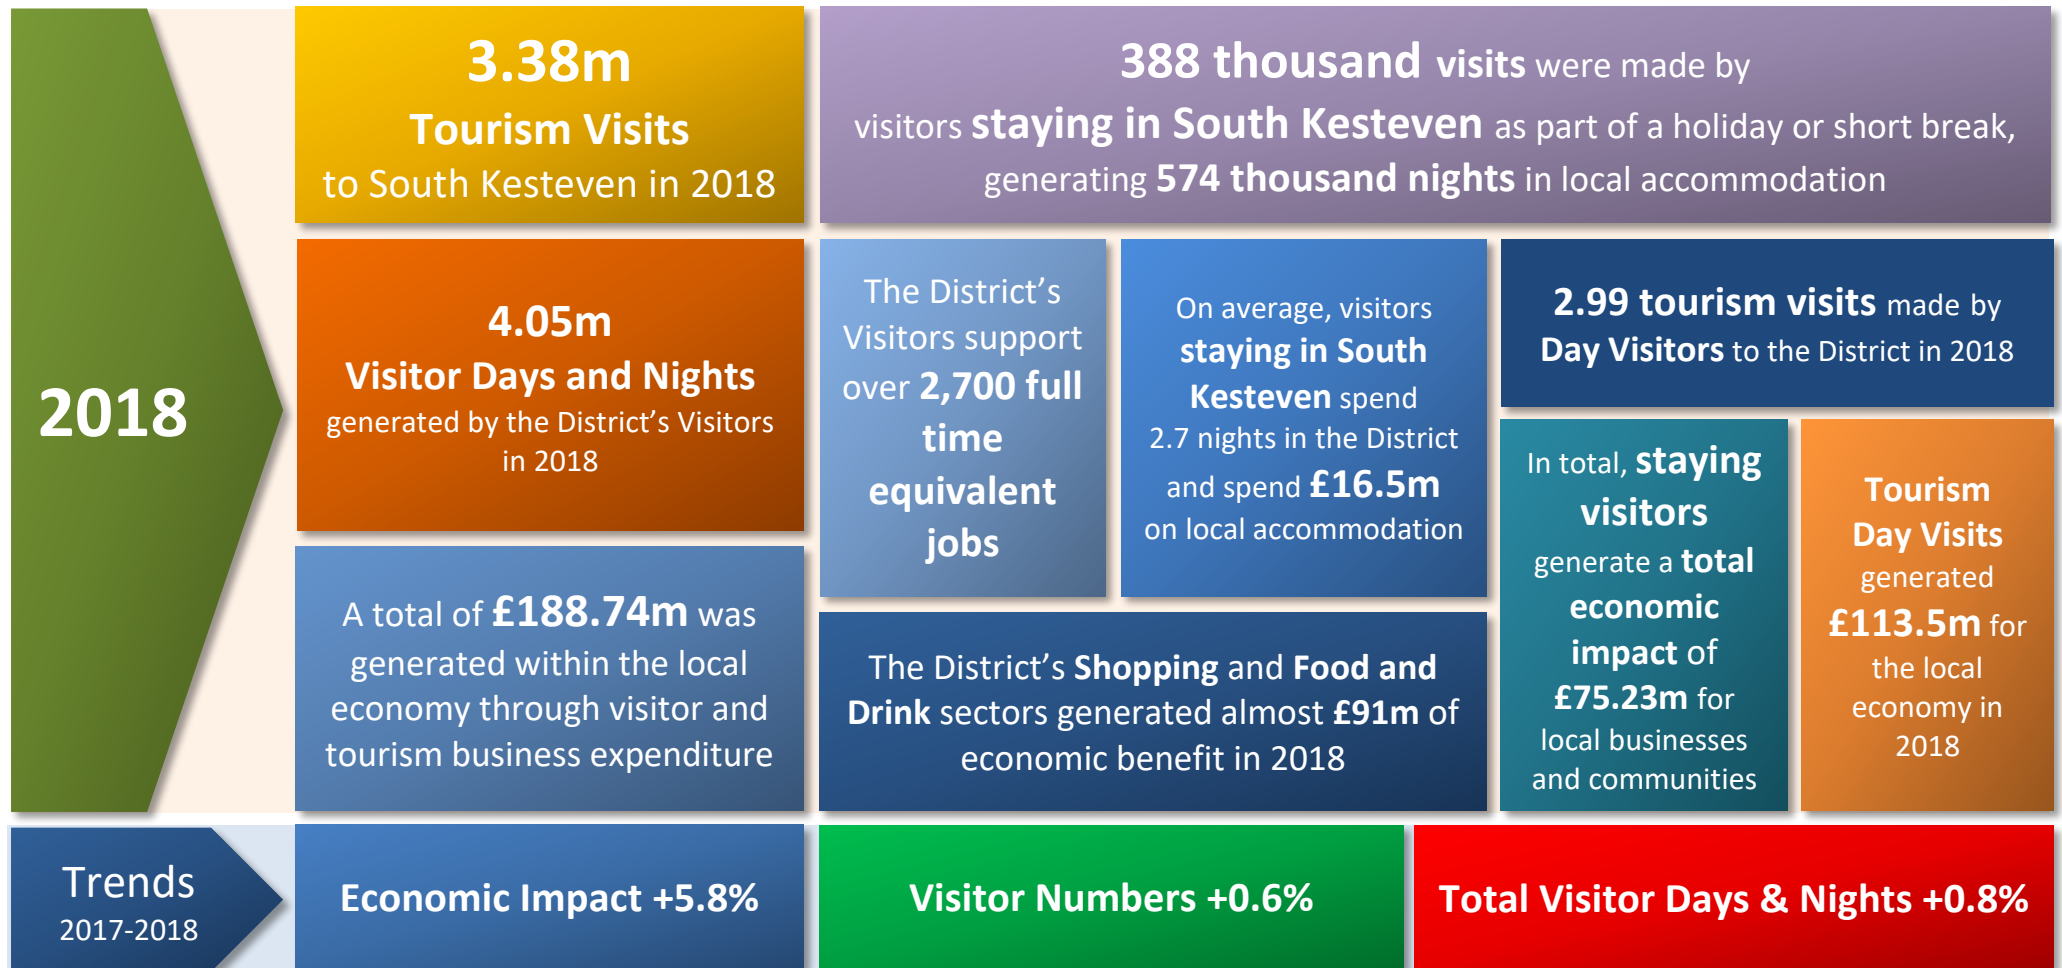 2018
3.38m
Tourism Visits
to South Kesteven in 2018
388 thousand visits were made by
visitors staying in South Kesteven as part of a holiday or short break,
generating 574 thousand nights in local accommodation
4.05m
Visitor Days and Nights
generated by the District’s Visitors
in 2018
The District’s
Visitors support
over 2,700 full
time
equivalent
jobs
On average, visitors
staying in South
Kesteven spend
2.7 nights in the District
and spend £16.5m
on local accommodation
2.99 tourism visits made by
Day Visitors to the District in 2018
In total, staying
visitors
generate a total
economic
impact of
£75.23m for
local businesses
and communities
Tourism
Day Visits
generated
£113.5m for
the local
economy in
2018
A total of £188.74m was
generated within the local
economy through visitor and
tourism business expenditure
The District’s Shopping and Food and
Drink sectors generated almost £91m of
economic benefit in 2018
Trends
2017-2018
Economic Impact +5.8%
Visitor Numbers +0.6%
Total Visitor Days & Nights +0.8%